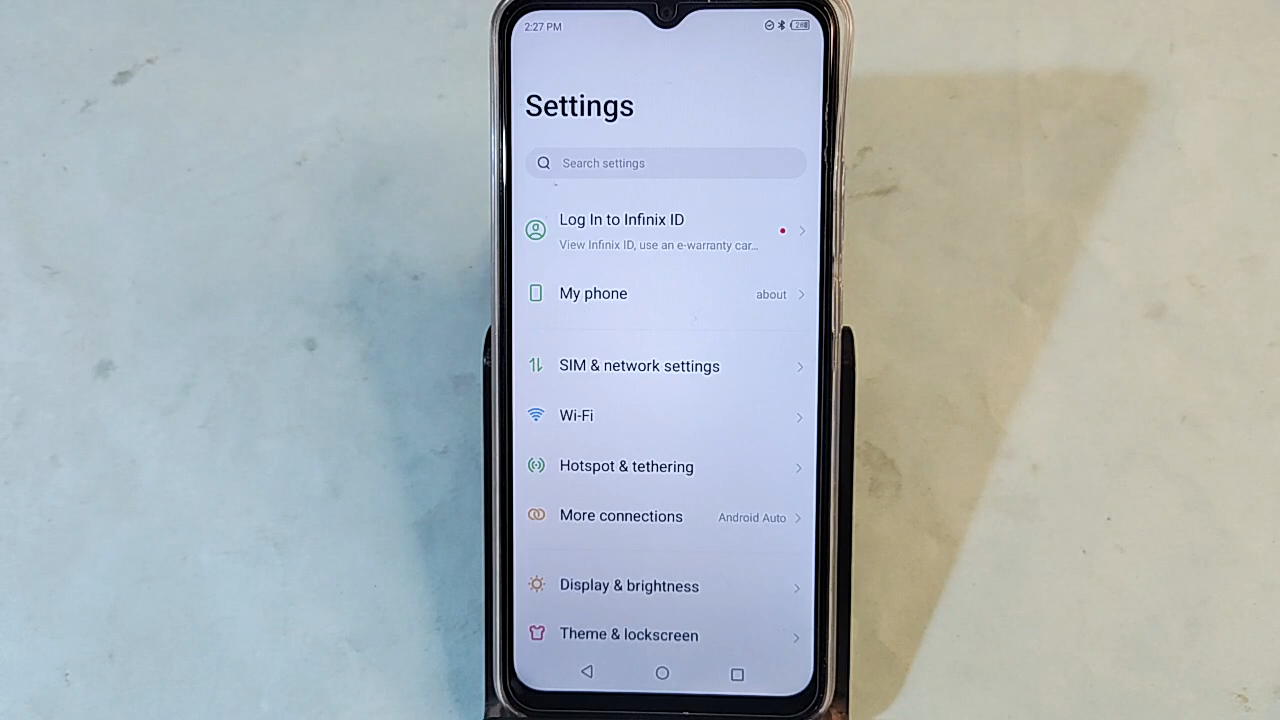 2:27 PM
Settings
Search settings
Log In to Infinix ID
View Infinix ID, use an e-warranty car...
My phone
about
SIM & network settings
Wi-Fi
Hotspot & tethering
More connections
Android Auto
Display & brightness
Theme & lockscreen